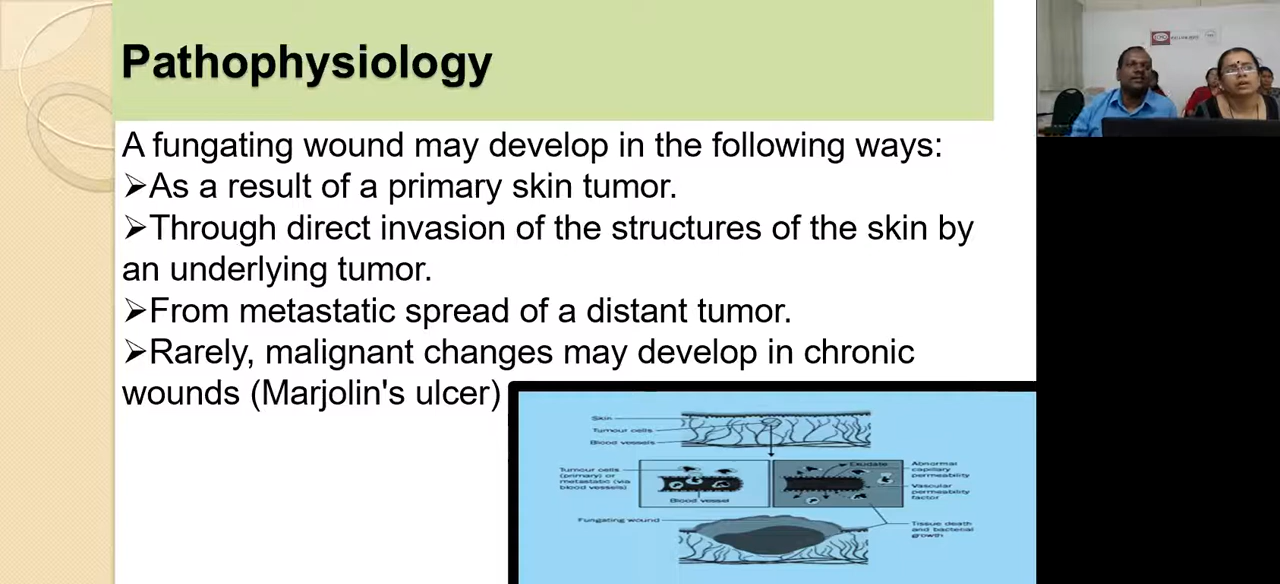 Pathophysiology
A fungating wound may develop in the following ways:
➢As a result of a primary skin tumor.
➢Through direct invasion of the structures of the skin by
an underlying tumor.
➢From metastatic spread of a distant tumor.
➢Rarely, malignant changes may develop in chronic
wounds (Marjolin's ulcer)
Skin
Tumour cells
Blood vessels
Tumour cells
(primary) or
metastatic (via
blood vessels)
Blood vessel
Exudate
Abnormal
capillary
permeability
Vascular
permeability
factor
Fungating wound
Tissue death
and bacterial
growth